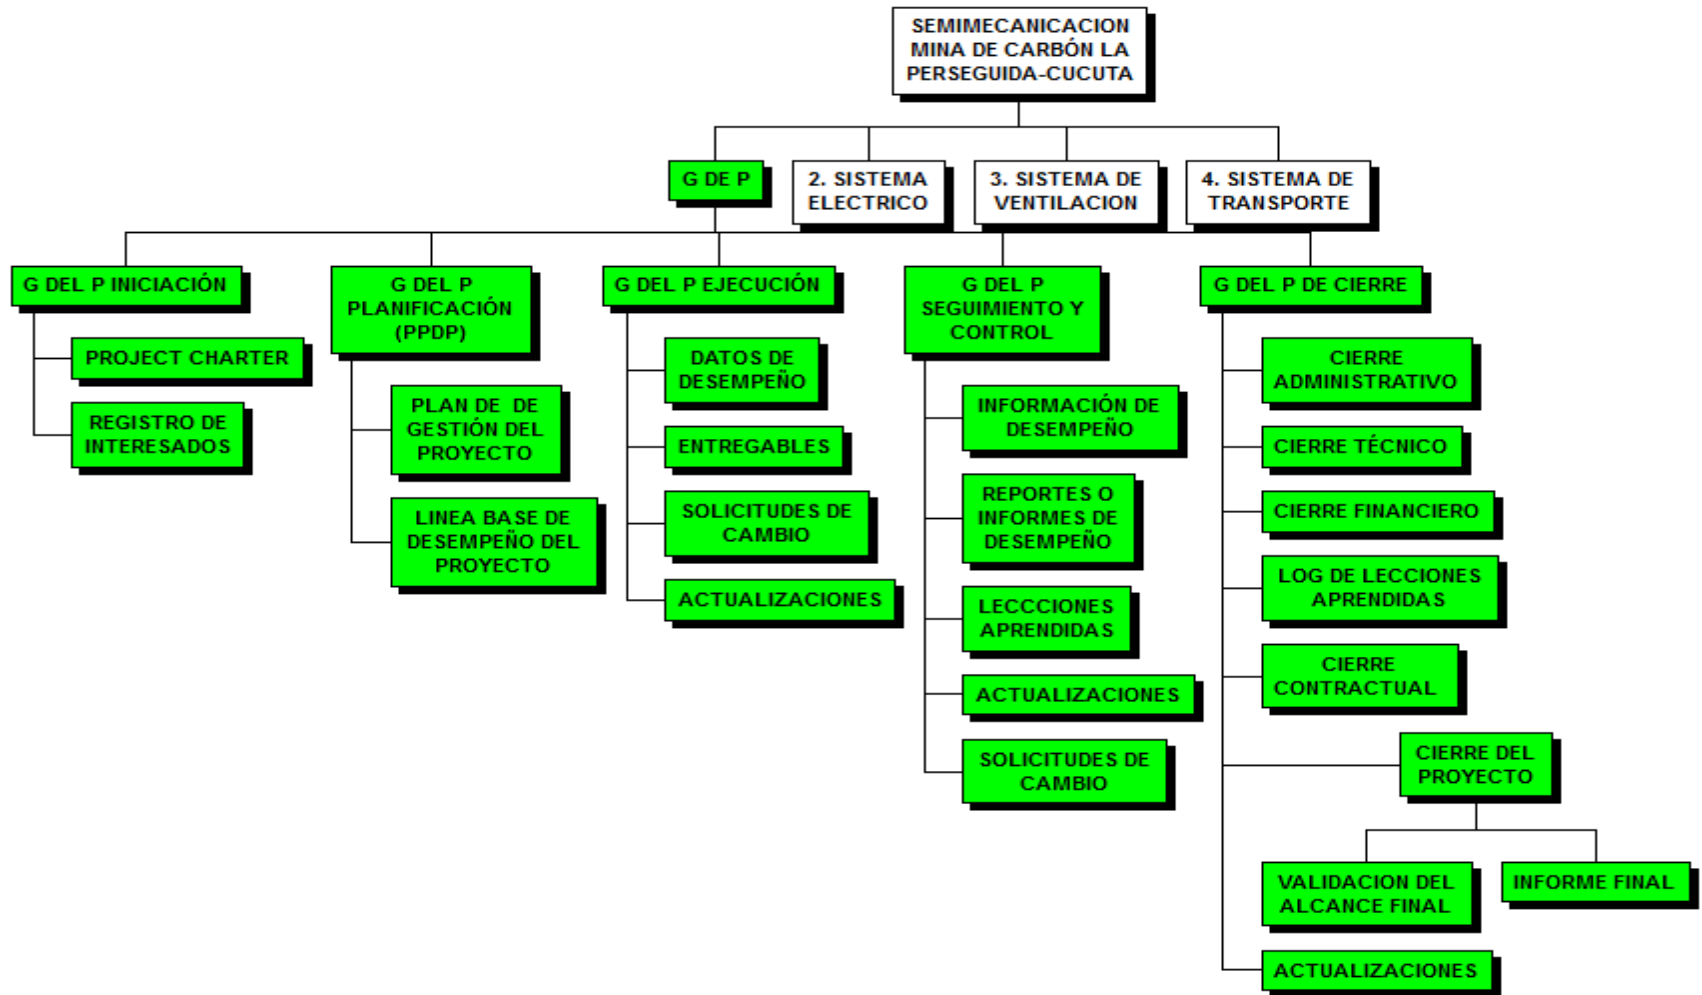 SEMIMECANICACION
MINA DE CARBÓN LA
PERSEGUIDA-CUCUTA
G DE P
2. SISTEMA
ELECTRICO
3. SISTEMA DE
VENTILACION
4. SISTEMA DE
TRANSPORTE
G DEL P INICIACIÓN
PROJECT CHARTER
REGISTRO DE
INTERESADOS
G DEL P
PLANIFICACIÓN
(PPDP)
PLAN DE DE
GESTIÓN DEL
PROYECTO
LINEA BASE DE
DESEMPEÑO DEL
PROYECTO
G DEL P EJECUCIÓN
DATOS DE
DESEMPEÑO
ENTREGABLES
SOLICITUDES DE
CAMBIO
ACTUALIZACIONES
G DEL P
SEGUIMIENTO Y
CONTROL
INFORMACIÓN DE
DESEMPEÑO
REPORTES O
INFORMES DE
DESEMPEÑO
LECCCIONES
APRENDIDAS
ACTUALIZACIONES
SOLICITUDES DE
CAMBIO
G DEL P DE CIERRE
CIERRE
ADMINISTRATIVO
CIERRE TÉCNICO
CIERRE FINANCIERO
LOG DE LECCIONES
APRENDIDAS
CIERRE
CONTRACTUAL
CIERRE DEL
PROYECTO
VALIDACION DEL
ALCANCE FINAL
INFORME FINAL
ACTUALIZACIONES